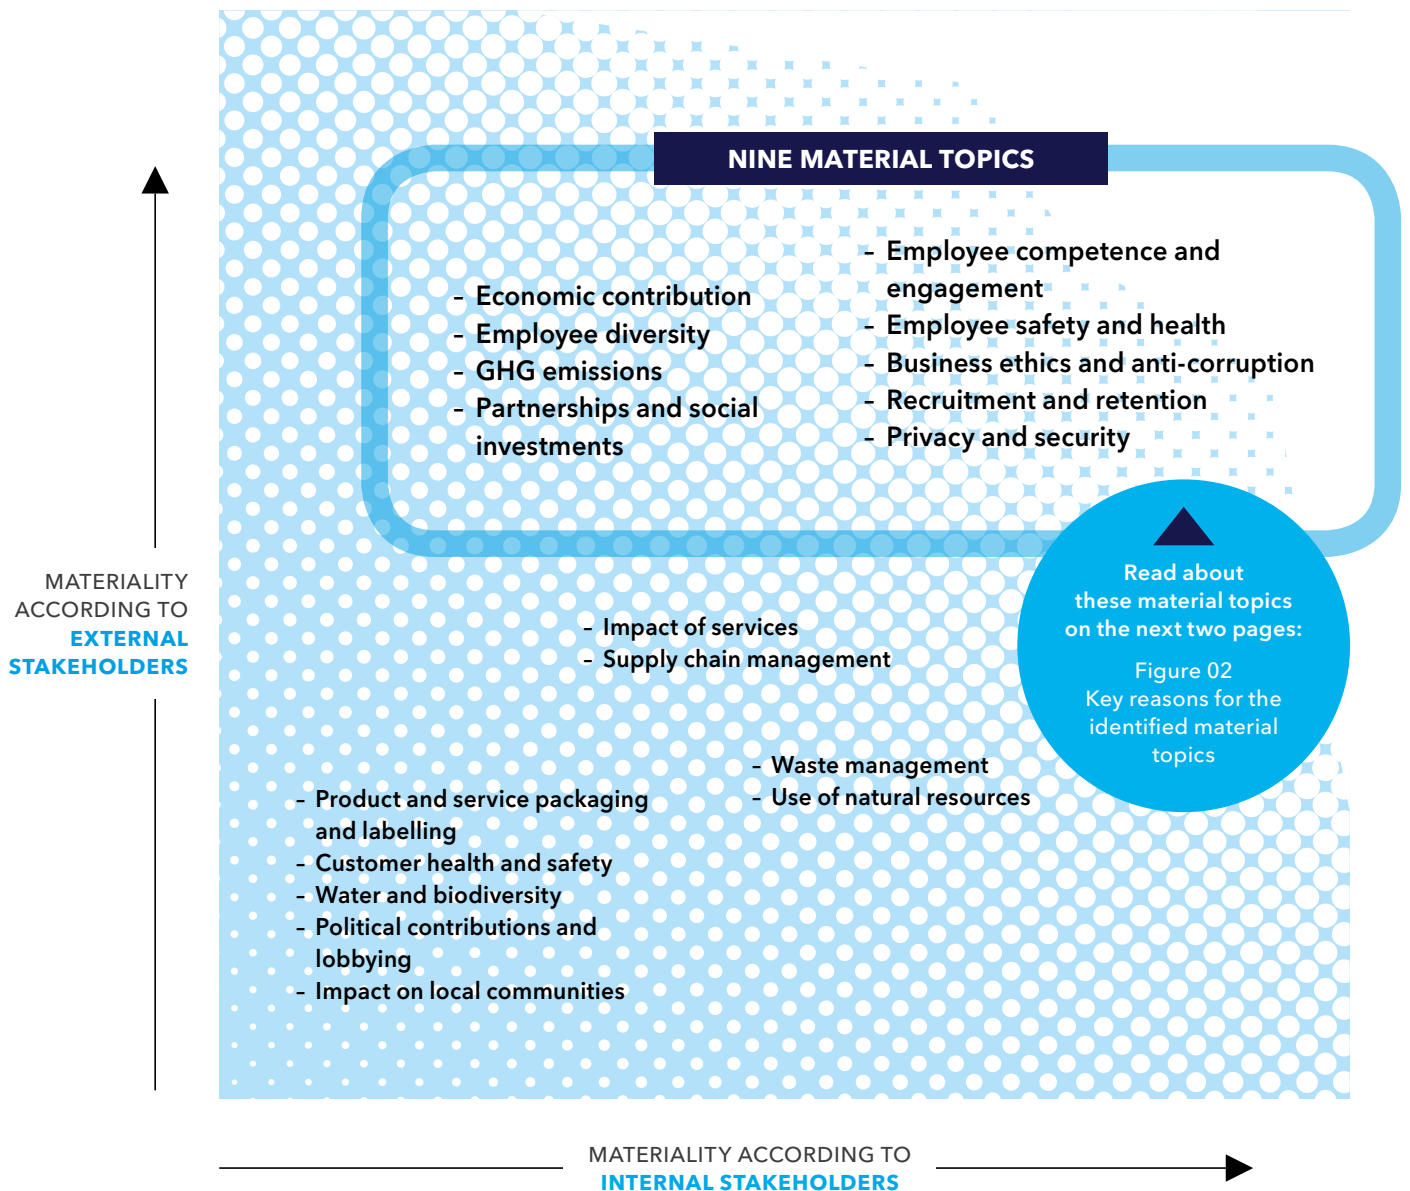 NINE MATERIAL TOPICS
– Economic contribution
– Employee diversity
– GHG emissions
– Partnerships and social
investments
– Employee competence and
engagement
– Employee safety and health
– Business ethics and anti-corruption
– Recruitment and retention
– Privacy and security
Read about
these material topics
on the next two pages:
Figure 02
Key reasons for the
identified material
topics
MATERIALITY
ACCORDING TO
EXTERNAL
STAKEHOLDERS
– Impact of services
– Supply chain management
– Waste management
– Use of natural resources
– Product and service packaging
and labelling
– Customer health and safety
– Water and biodiversity
– Political contributions and
lobbying
– Impact on local communities
MATERIALITY ACCORDING TO
INTERNAL STAKEHOLDERS